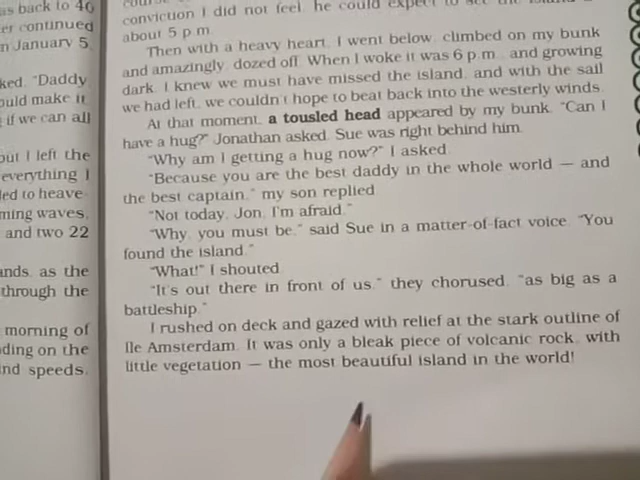 as back to 40
er continued
n January 5,
ked, "Daddy
ould make it
if we can all
out I left the
everything I
led to heave
ming waves,
and two 22
ands, as the
through the
morning of
ding on the
nd speeds.
conviction I did not feel, he could expect to see the island
about 5 p m
Then with a heavy heart, I went below, climbed on my bunk
and amazingly, dozed off. When I woke it was 6 p.m., and growing
dark. I knew we must have missed the island, and with the sail
we had left, we couldn't hope to beat back into the westerly winds.
At that moment, a tousled head appeared by my bunk. "Can I
have a hug?" Jonathan asked. Sue was right behind him.
"Why am I getting a hug now?" I asked.
"Because you are the best daddy in the whole world — and
the best captain," my son replied.
"Not today, Jon, I'm afraid."
"Why, you must be," said Sue in a matter-of-fact voice. "You
found the island."
"What!" I shouted.
"It's out there in front of us," they chorused, "as big as a
battleship."
I rushed on deck and gazed with relief at the stark outline of
Ile Amsterdam. It was only a bleak piece of volcanic rock, with
little vegetation — the most beautiful island in the world!